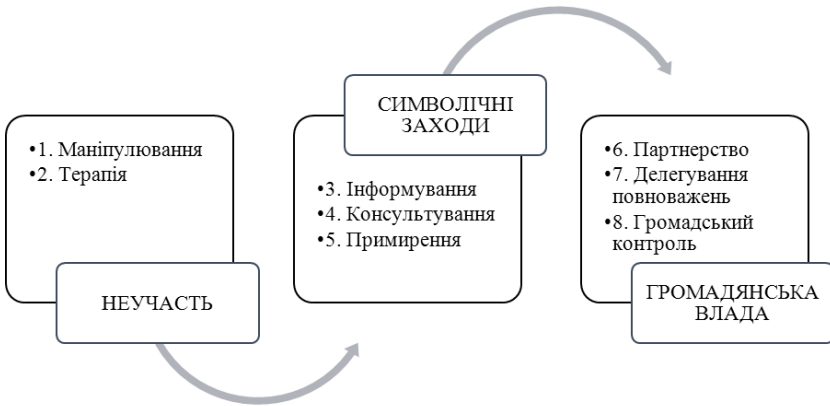 •1. Маніпулювання
•2. Терапія
НЕУЧАСТЬ
СИМВОЛІЧНІ
ЗАХОДИ
•3. Інформування
•4. Консультування
•5. Примирення
•6. Партнерство
•7. Делегування
повноважень
•8. Громадський
контроль
ГРОМАДЯНСЬКА
ВЛАДА